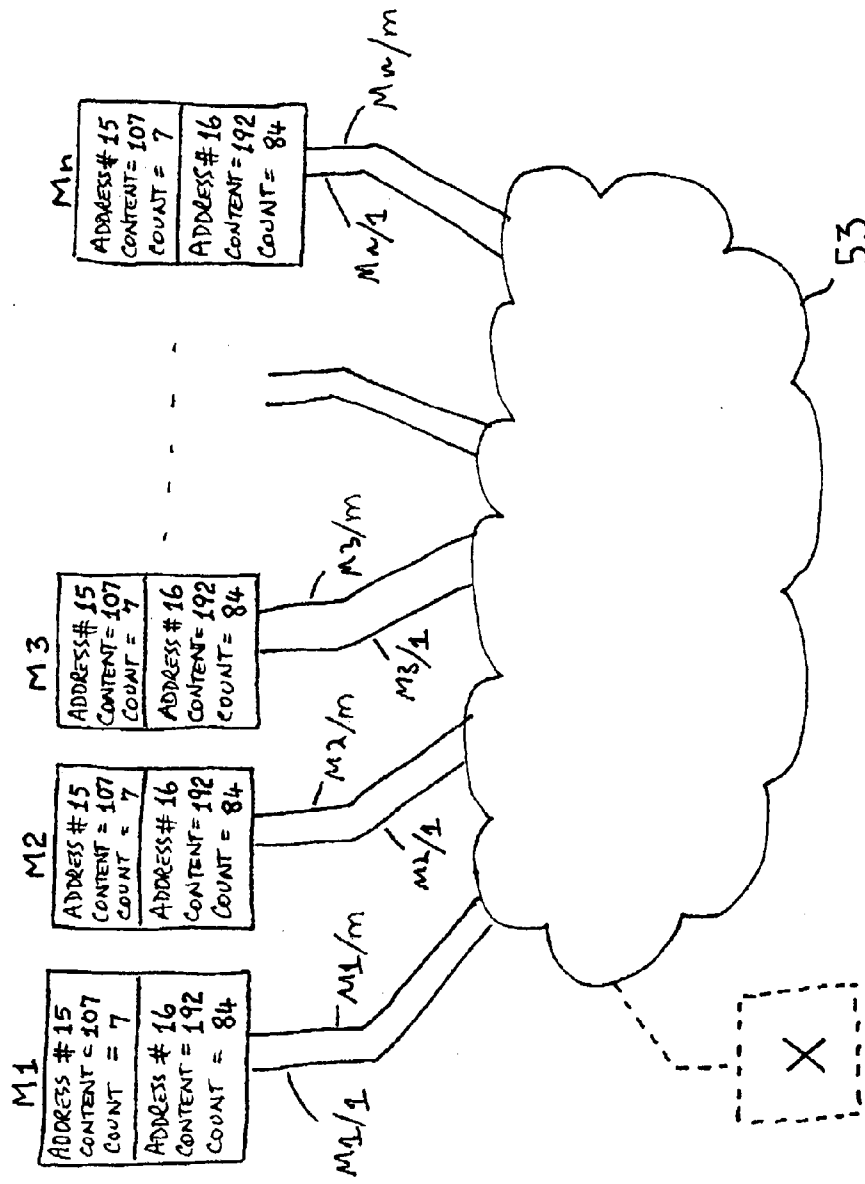 M1
ADDRESS # 15
CONTENT = 107
COUNT = 7
ADDRESS # 16
CONTENT = 192
COUNT = 84
M1/1
M1/m
M2
ADDRESS # 15
CONTENT = 107
COUNT = 7
ADDRESS # 16
CONTENT = 192
COUNT = 84
M2/1
M2/m
M3
ADDRESS # 15
CONTENT = 107
COUNT = 7
ADDRESS # 16
CONTENT = 192
COUNT = 84
M3/1
M3/m
Mn
ADDRESS # 15
CONTENT = 107
COUNT = 7
ADDRESS # 16
CONTENT = 192
COUNT = 84
Mn/1
Mn/m
53
X